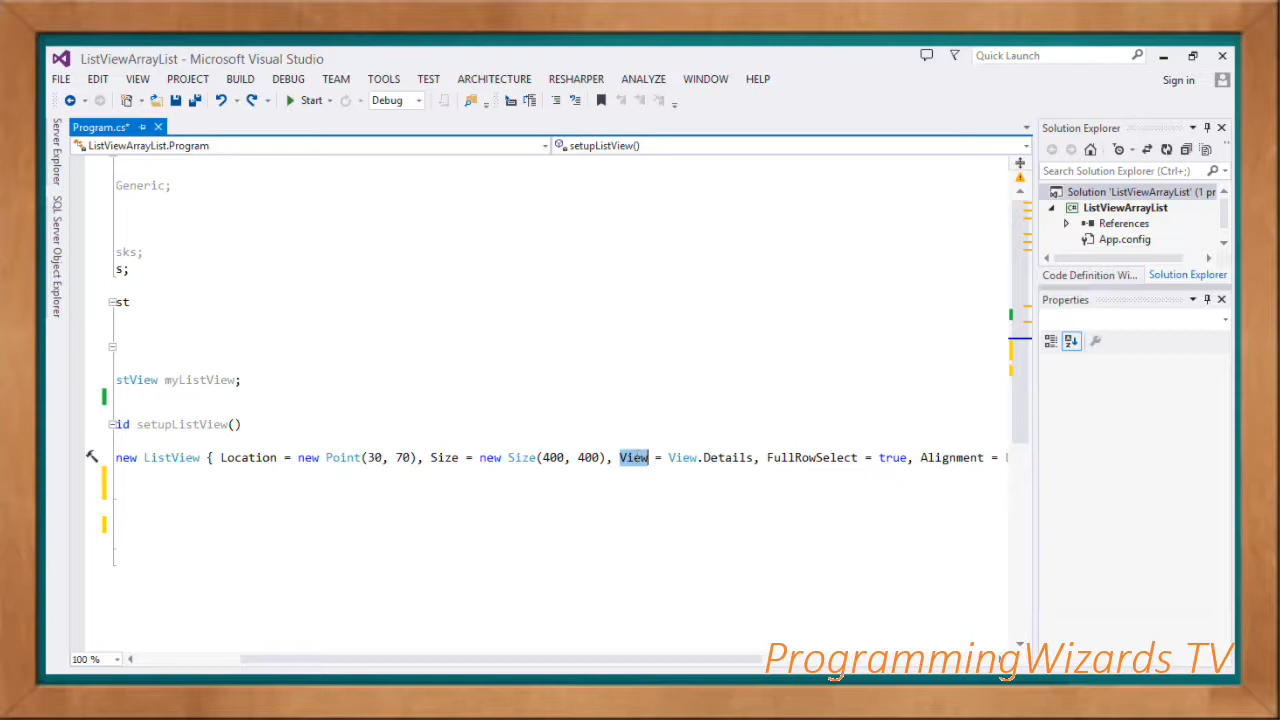 ListViewArrayList - Microsoft Visual Studio
Quick Launch
FILE EDIT VIEW PROJECT BUILD DEBUG TEAM TOOLS TEST ARCHITECTURE RESHARPER ANALYZE WINDOW HELP
Sign in
Start Debug
Server Explorer
SQL Server Object Explorer
Program.cs*
ListViewArrayList.Program
setupListView()
Generic;
sks;
s;
st
stView myListView;
id setupListView()
new ListView { Location = new Point(30, 70), Size = new Size(400, 400), View = View.Details, FullRowSelect = true, Alignment =
100 %
Solution Explorer
Search Solution Explorer (Ctrl+;)
Solution 'ListViewArrayList' (1 pr
ListViewArrayList
References
App.config
Code Definition Wi... Solution Explorer
Properties
ProgrammingWizards TV